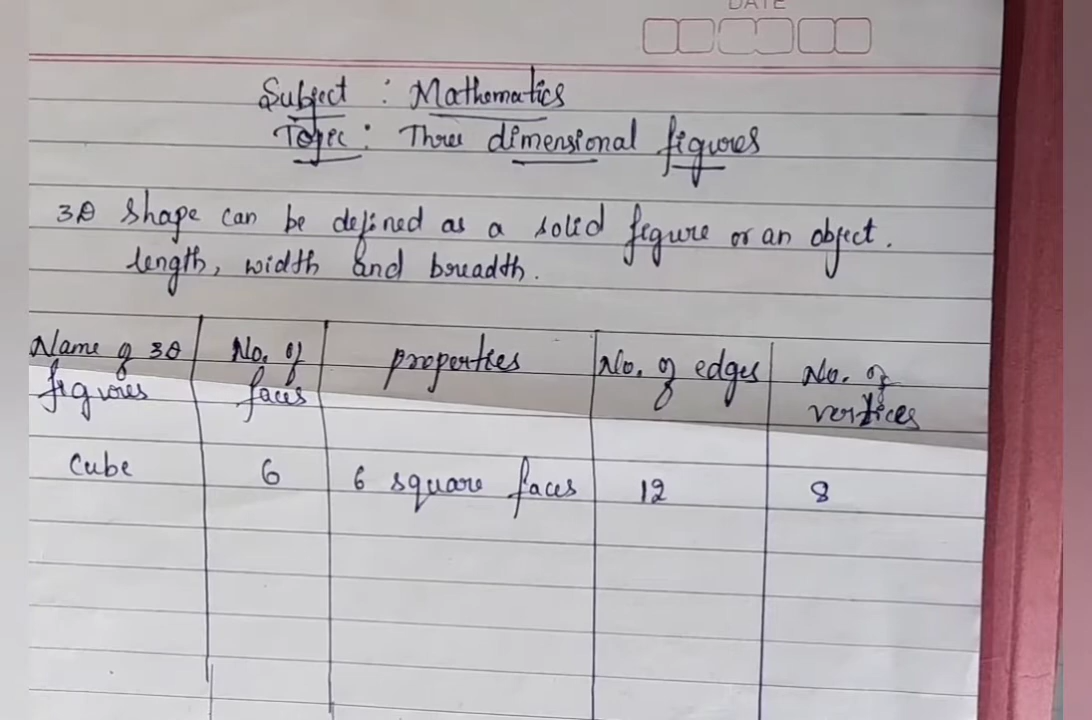 DATE
Subject : Mathematics
Topic : Three dimensional figures
3D shape can be defined as a solid figure or an object.
length, width and breadth.
Name of 3D figures | No. of faces | properties | No. of edges | No. of vertices
Cube | 6 | 6 square faces | 12 | 8